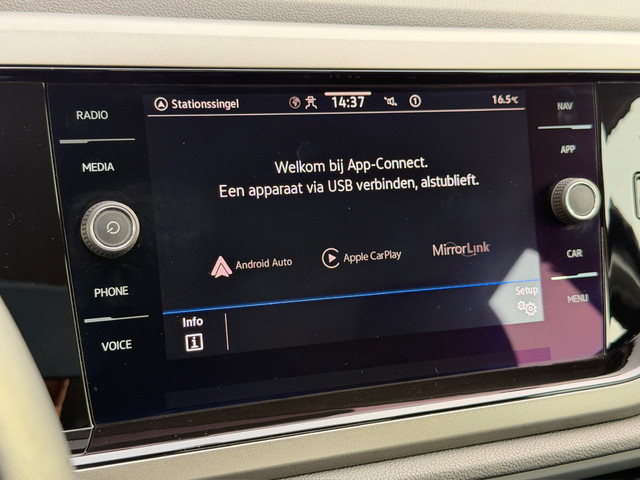 Stationssingel
14:37
1
16.5°C
RADIO
MEDIA
PHONE
VOICE
Welkom bij App-Connect.
Een apparaat via USB verbinden, alstublieft.
Android Auto
Apple CarPlay
MirrorLink
Info
i
Setup
NAV
APP
CAR
MENU